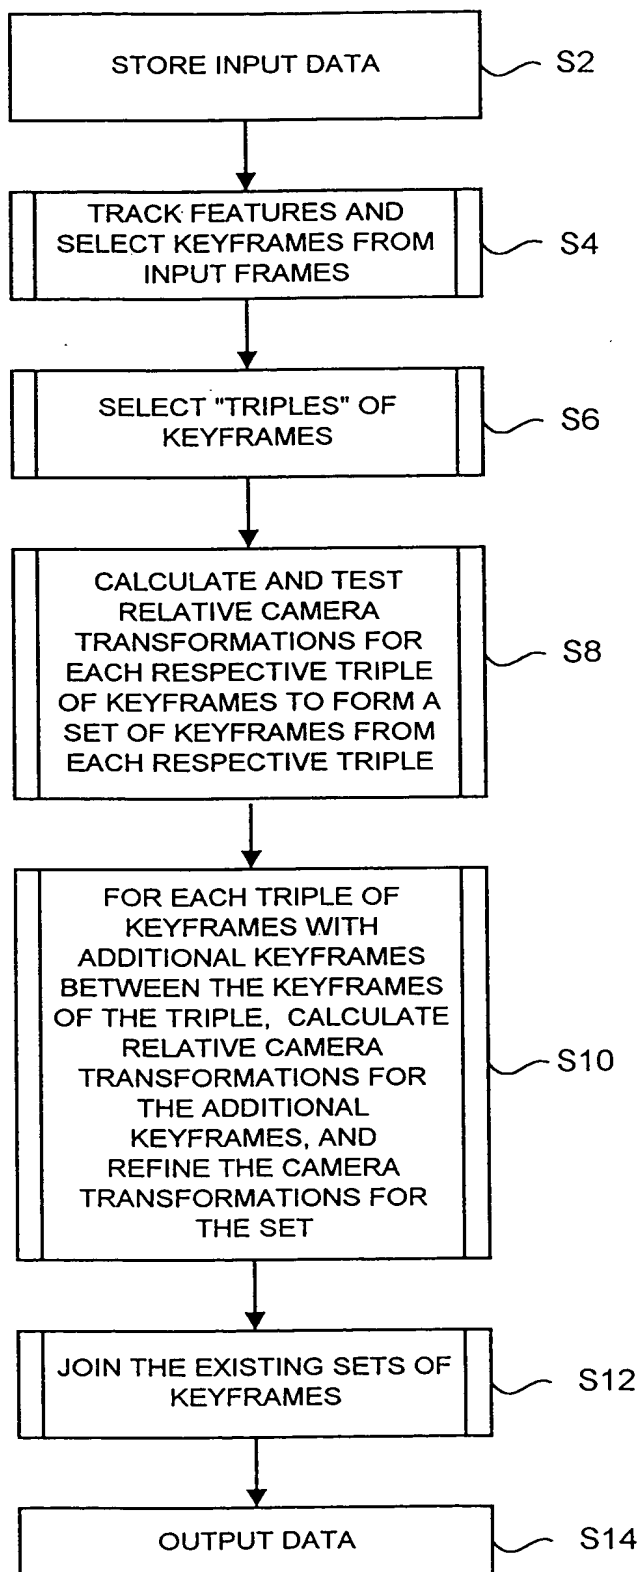 STORE INPUT DATA
S2
TRACK FEATURES AND
SELECT KEYFRAMES FROM
INPUT FRAMES
S4
SELECT "TRIPLES" OF
KEYFRAMES
S6
CALCULATE AND TEST
RELATIVE CAMERA
TRANSFORMATIONS FOR
EACH RESPECTIVE TRIPLE
OF KEYFRAMES TO FORM A
SET OF KEYFRAMES FROM
EACH RESPECTIVE TRIPLE
S8
FOR EACH TRIPLE OF
KEYFRAMES WITH
ADDITIONAL KEYFRAMES
BETWEEN THE KEYFRAMES
OF THE TRIPLE, CALCULATE
RELATIVE CAMERA
TRANSFORMATIONS FOR
THE ADDITIONAL
KEYFRAMES, AND
REFINE THE CAMERA
TRANSFORMATIONS FOR
THE SET
S10
JOIN THE EXISTING SETS OF
KEYFRAMES
S12
OUTPUT DATA
S14